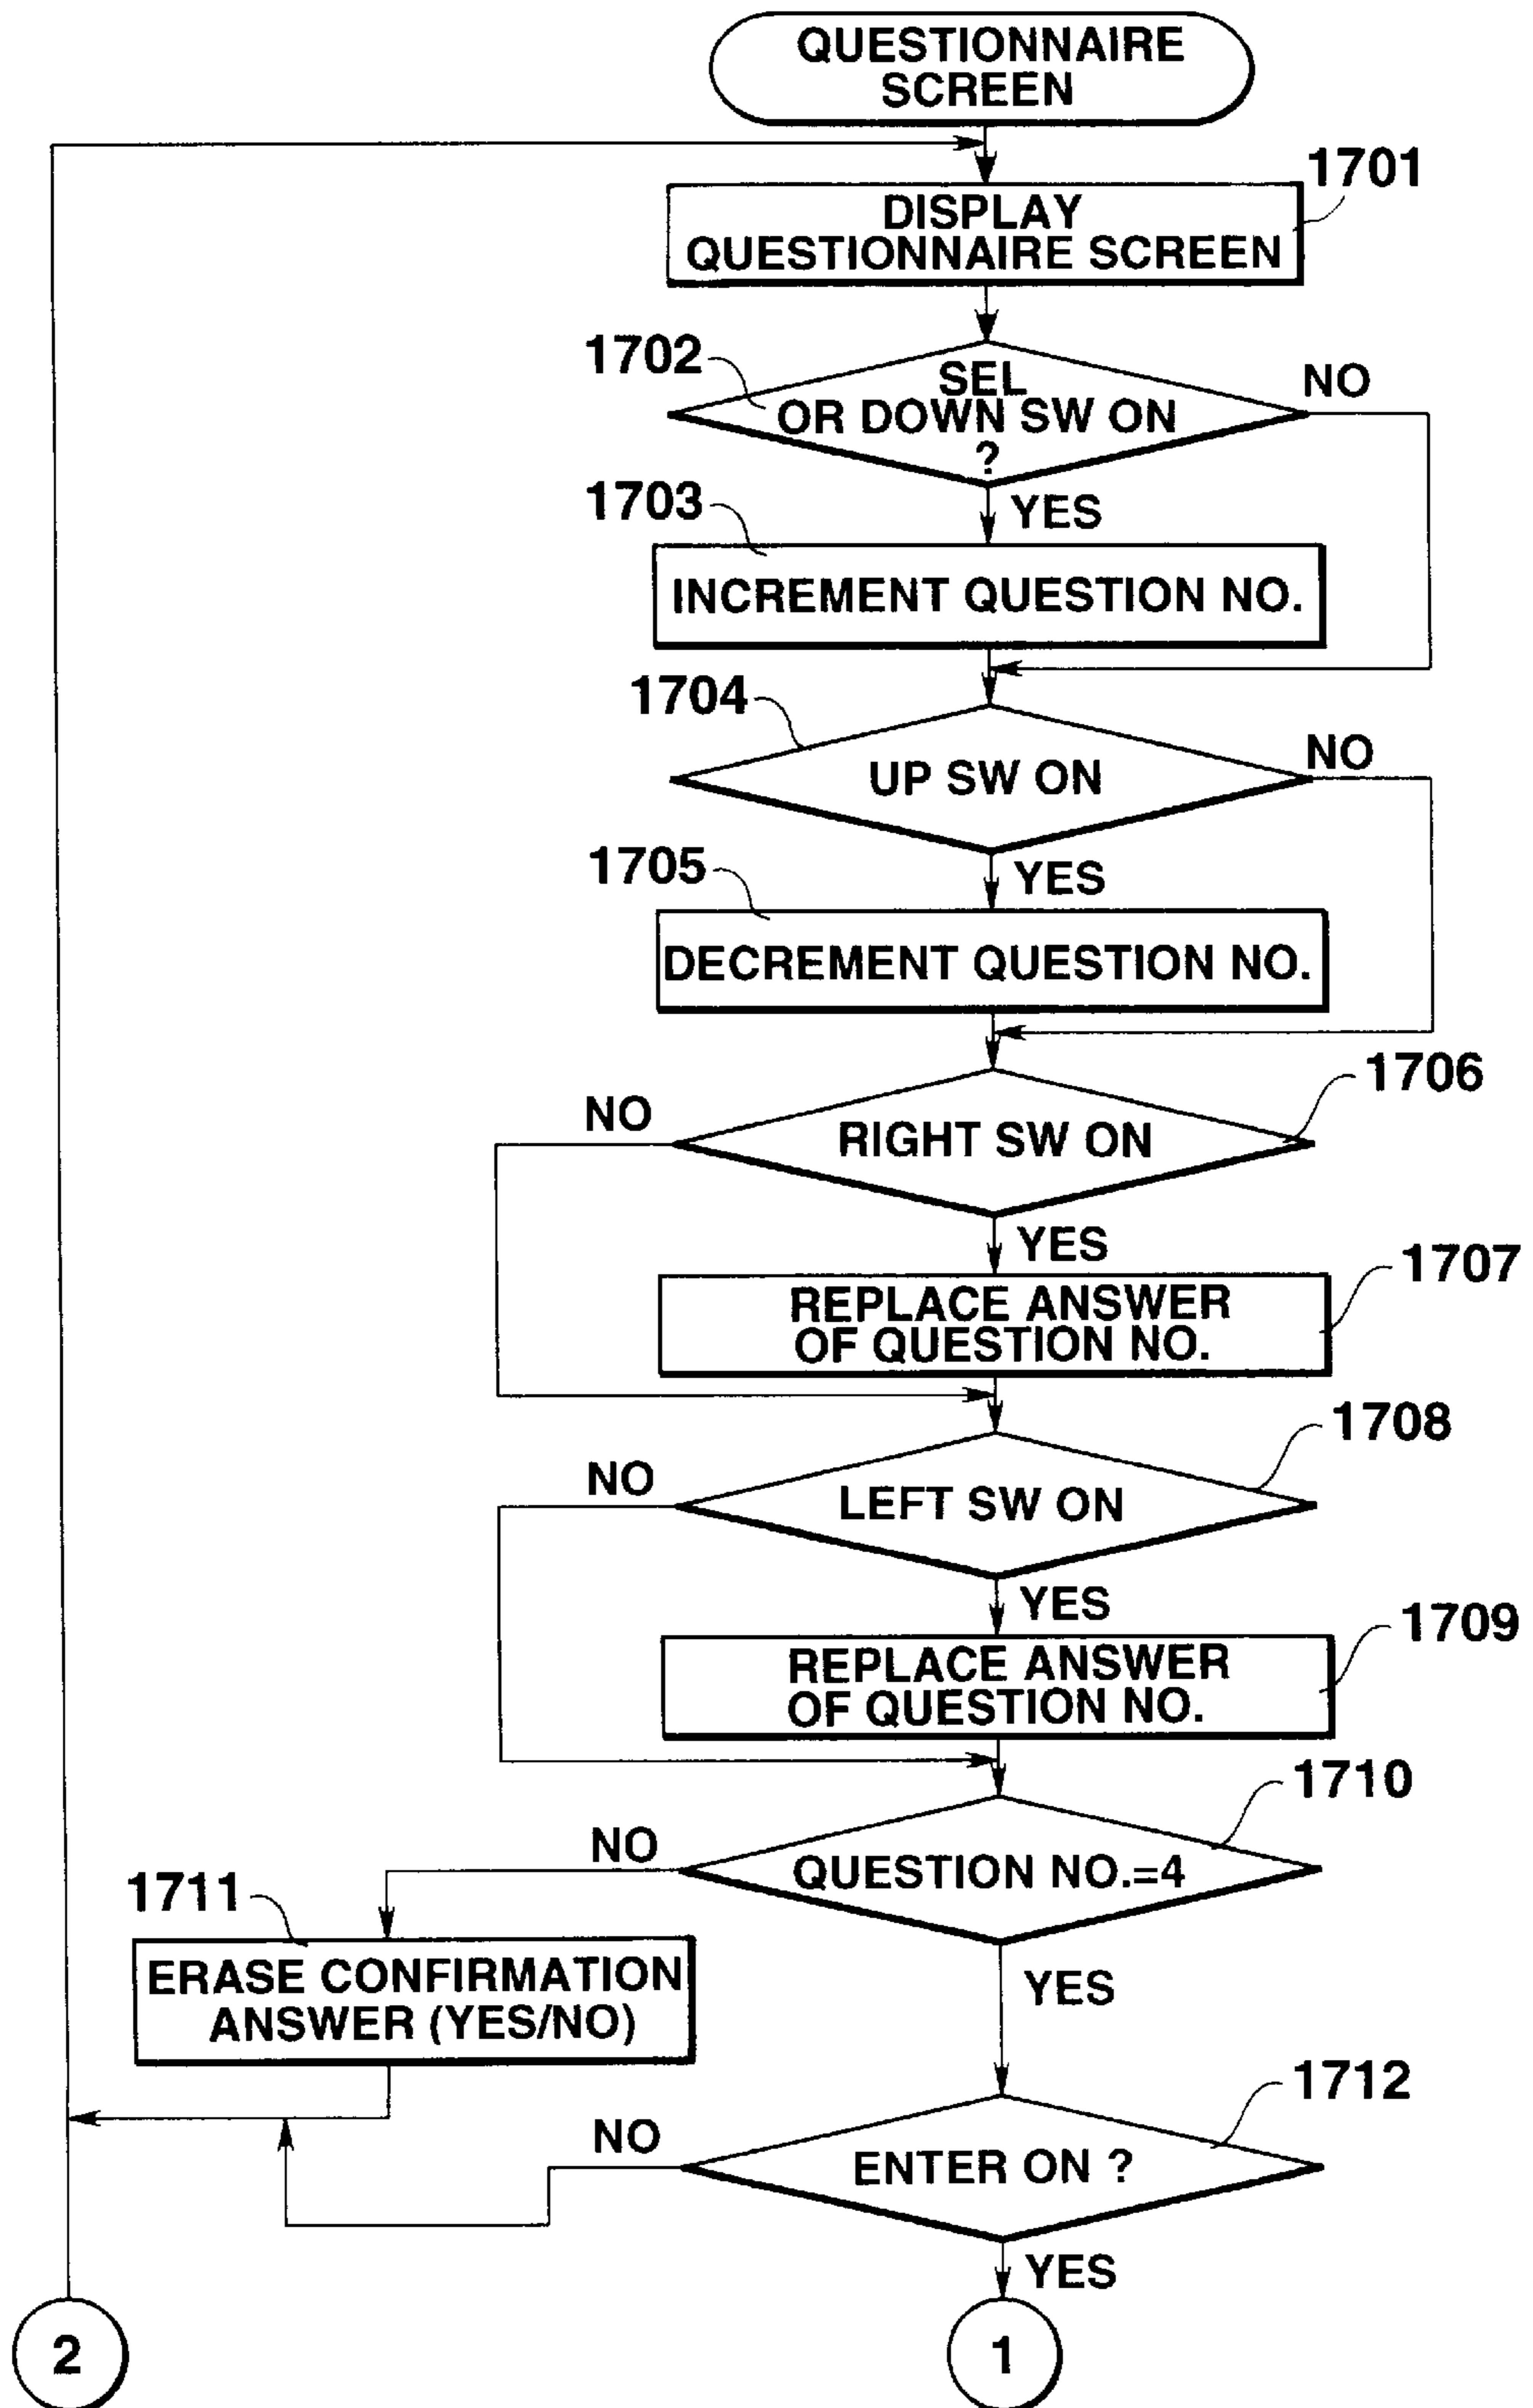 QUESTIONNAIRE
SCREEN
1701
DISPLAY
QUESTIONNAIRE SCREEN
1702
SEL
OR DOWN SW ON
?
NO
YES
1703
INCREMENT QUESTION NO.
1704
UP SW ON
NO
YES
1705
DECREMENT QUESTION NO.
1706
NO
RIGHT SW ON
YES
1707
REPLACE ANSWER
OF QUESTION NO.
1708
NO
LEFT SW ON
YES
1709
REPLACE ANSWER
OF QUESTION NO.
1710
NO
QUESTION NO.=4
YES
1711
ERASE CONFIRMATION
ANSWER (YES/NO)
1712
NO
ENTER ON ?
YES
2
1